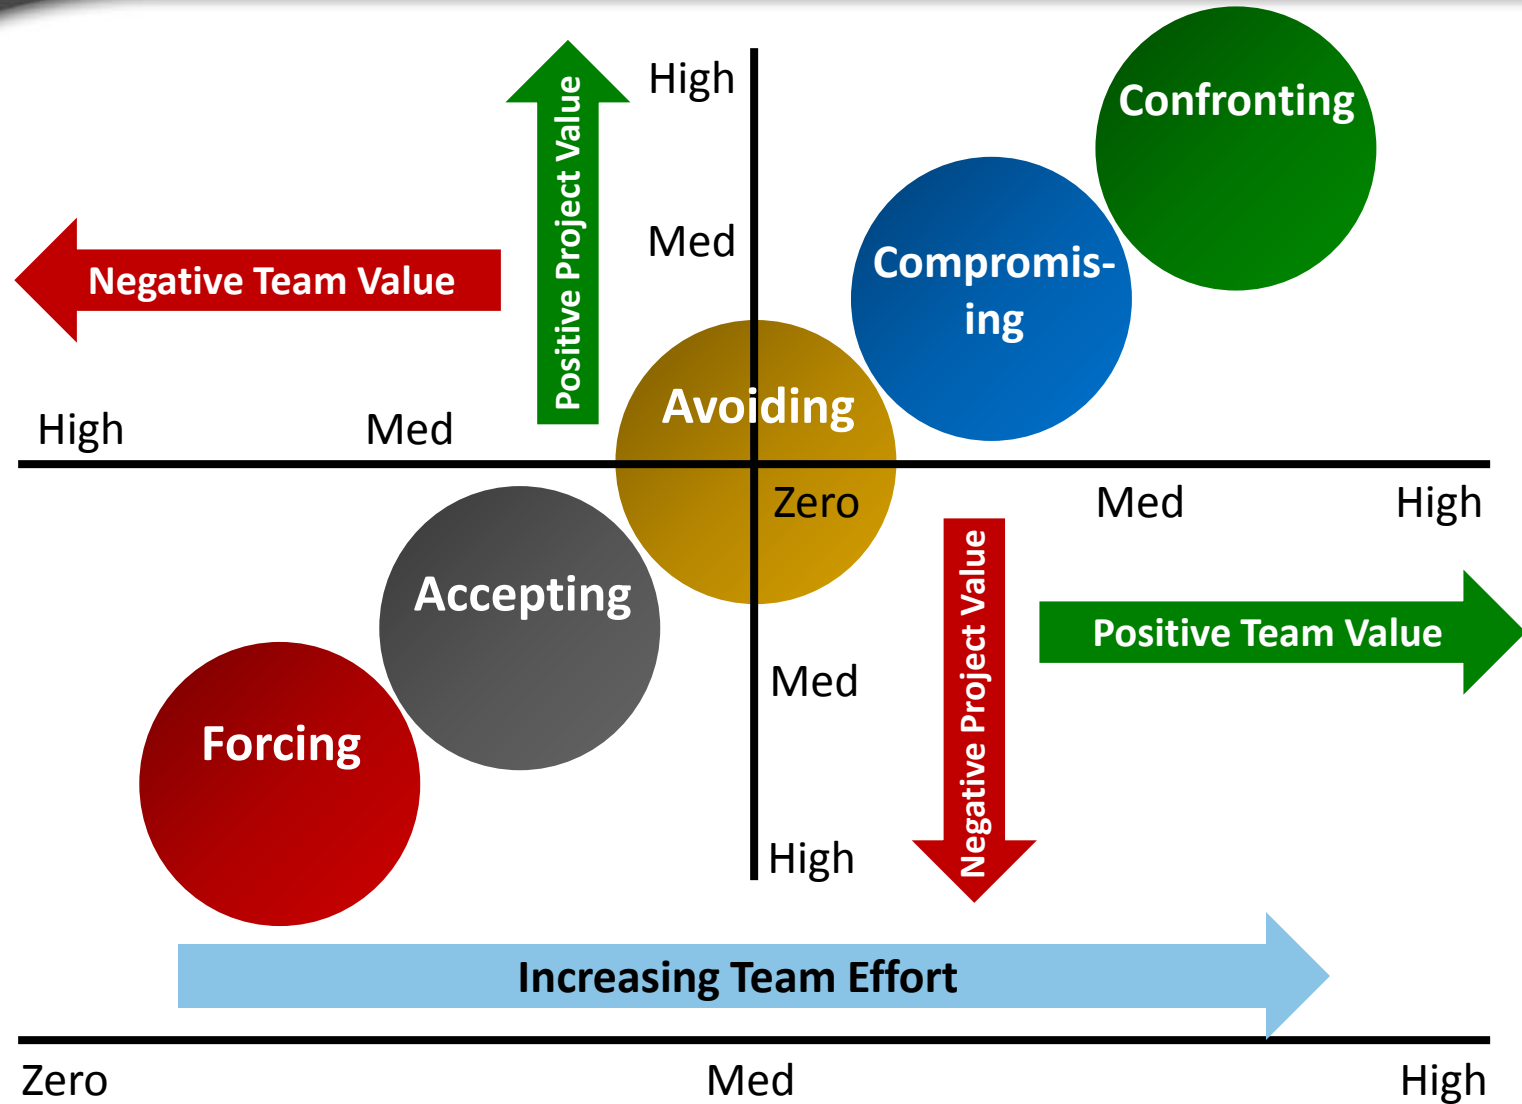 High
Confronting
Positive Project Value
Med
Compromis-
ing
Negative Team Value
Avoiding
High
Med
Zero
Med
High
Accepting
Negative Project Value
Positive Team Value
Med
Forcing
High
Increasing Team Effort
Zero
Med
High